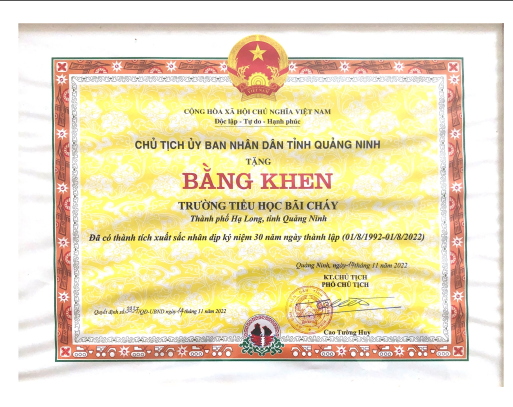 CỘNG HÒA XÃ HỘI CHỦ NGHĨA VIỆT NAM
Độc lập - Tự do - Hạnh phúc
CHỦ TỊCH ỦY BAN NHÂN DÂN TỈNH QUẢNG NINH
TẶNG
BẰNG KHEN
TRƯỜNG TIỂU HỌC BÃI CHÁY
Thành phố Hạ Long, tỉnh Quảng Ninh
Đã có thành tích xuất sắc nhân dịp kỷ niệm 30 năm ngày thành lập (01/8/1992-01/8/2022)
Quảng Ninh, ngày 14 tháng 11 năm 2022
KT.CHỦ TỊCH
PHÓ CHỦ TỊCH
Quyết định số /QĐ-UBND ngày 14 tháng 11 năm 2022
Cao Tường Huy